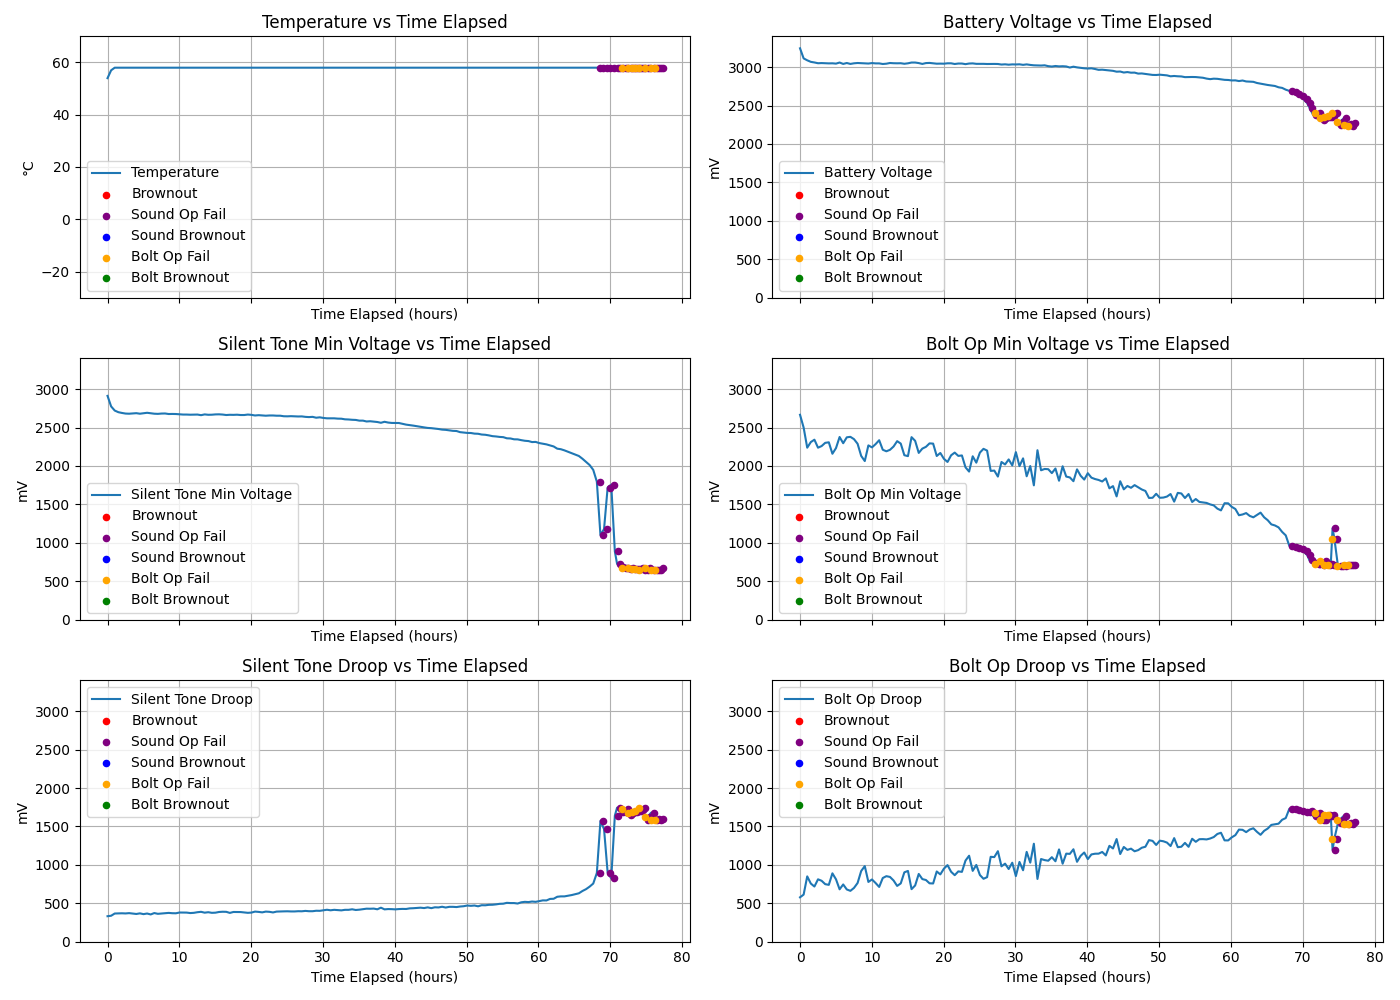 Temperature vs Time Elapsed
60
40
20
0
−20
°C
Temperature
Brownout
Sound Op Fail
Sound Brownout
Bolt Op Fail
Bolt Brownout
Time Elapsed (hours)
Battery Voltage vs Time Elapsed
3000
2500
2000
1500
1000
500
0
mV
Battery Voltage
Brownout
Sound Op Fail
Sound Brownout
Bolt Op Fail
Bolt Brownout
Time Elapsed (hours)
Silent Tone Min Voltage vs Time Elapsed
3000
2500
2000
1500
1000
500
0
mV
Silent Tone Min Voltage
Brownout
Sound Op Fail
Sound Brownout
Bolt Op Fail
Bolt Brownout
Time Elapsed (hours)
Bolt Op Min Voltage vs Time Elapsed
3000
2500
2000
1500
1000
500
0
mV
Bolt Op Min Voltage
Brownout
Sound Op Fail
Sound Brownout
Bolt Op Fail
Bolt Brownout
Time Elapsed (hours)
Silent Tone Droop vs Time Elapsed
3000
2500
2000
1500
1000
500
0
mV
Silent Tone Droop
Brownout
Sound Op Fail
Sound Brownout
Bolt Op Fail
Bolt Brownout
0 10 20 30 40 50 60 70 80
Time Elapsed (hours)
Bolt Op Droop vs Time Elapsed
3000
2500
2000
1500
1000
500
0
mV
Bolt Op Droop
Brownout
Sound Op Fail
Sound Brownout
Bolt Op Fail
Bolt Brownout
0 10 20 30 40 50 60 70 80
Time Elapsed (hours)